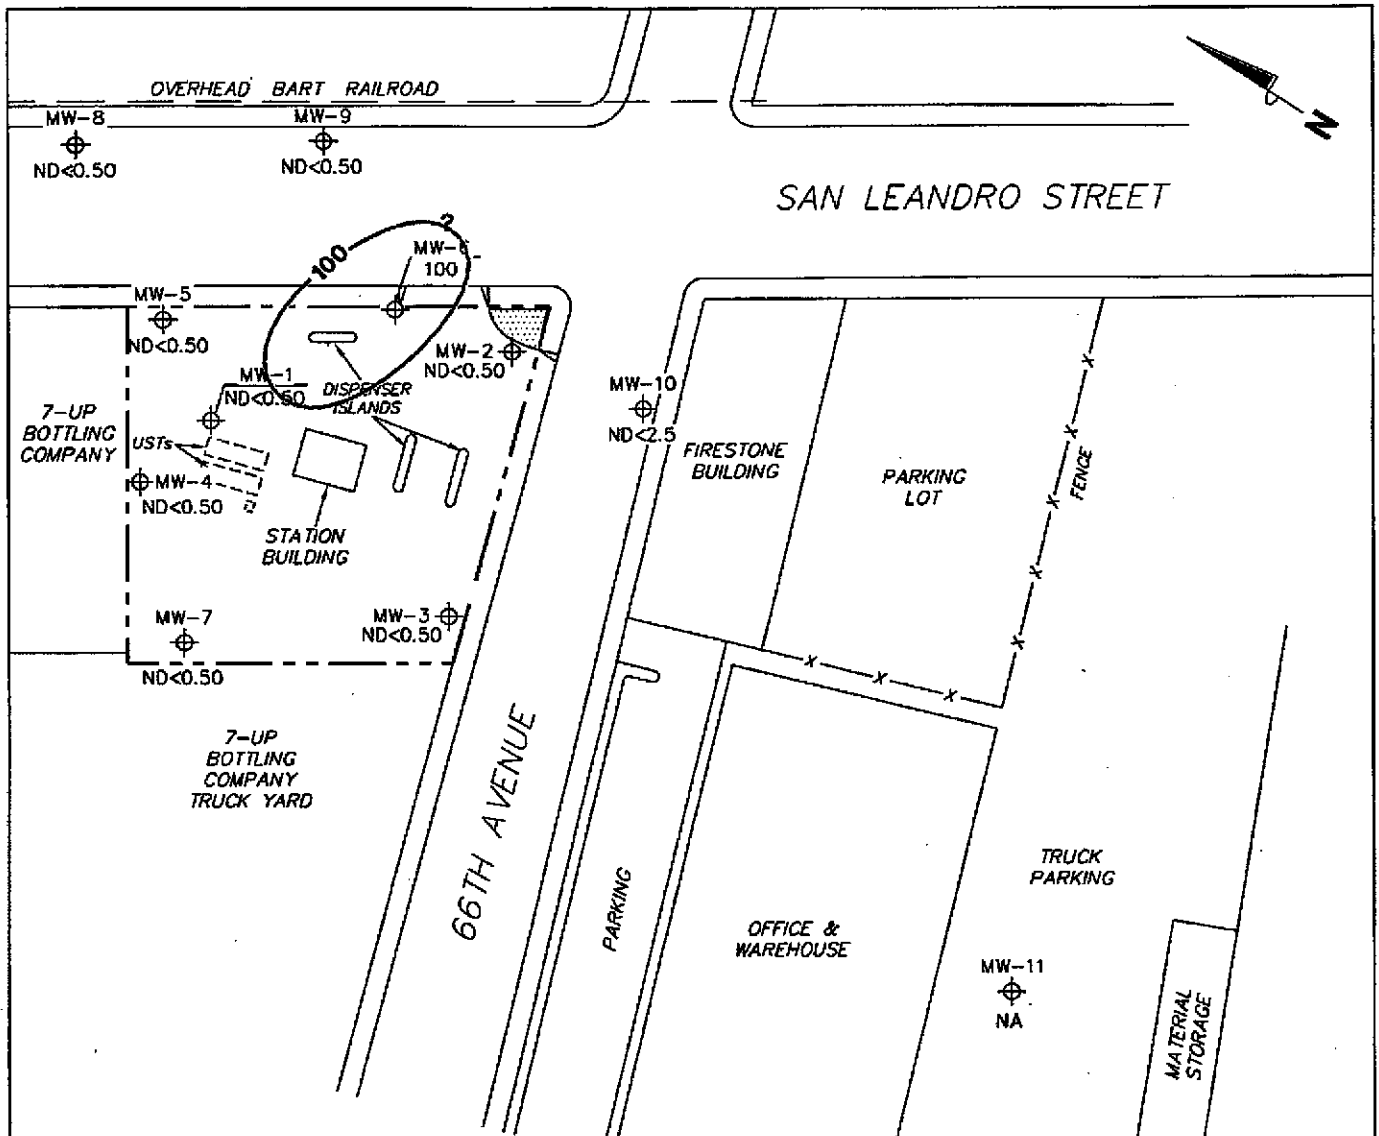 OVERHEAD BART RAILROAD
MW-8
ND<0.50
MW-9
ND<0.50
N
SAN LEANDRO STREET
100
?
MW-6
100
MW-5
ND<0.50
MW-2
ND<0.50
MW-1
ND<0.50
DISPENSER
ISLANDS
MW-10
ND<2.5
7-UP
BOTTLING
COMPANY
USTs
MW-4
ND<0.50
STATION
BUILDING
FIRESTONE
BUILDING
PARKING
LOT
X
X
X
FENCE
X
X
X
X
X
MW-7
ND<0.50
MW-3
ND<0.50
7-UP
BOTTLING
COMPANY
TRUCK YARD
66TH AVENUE
PARKING
OFFICE &
WAREHOUSE
TRUCK
PARKING
MW-11
NA
MATERIAL
STORAGE